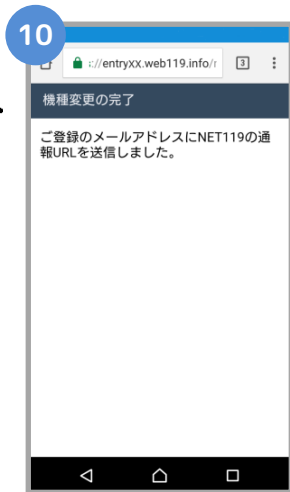 10
://entryxx.web119.info/r
3
機種変更の完了
ご登録のメールアドレスにNET119の通
報URLを送信しました。